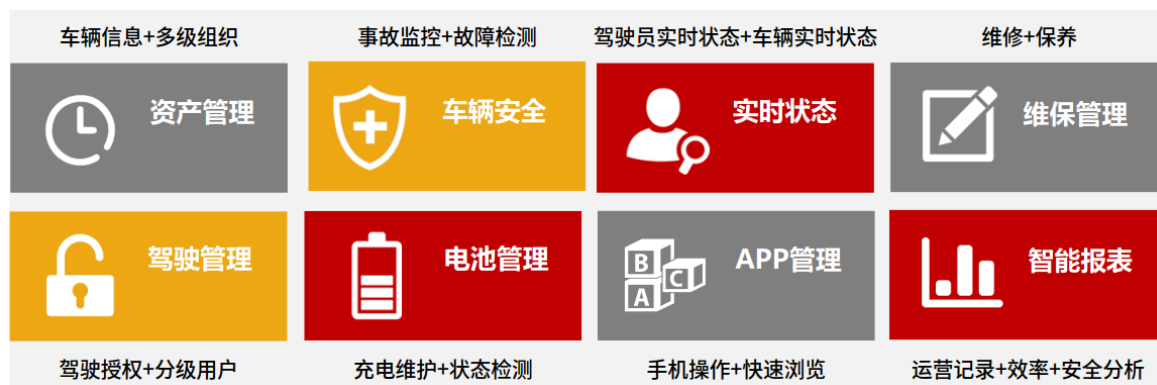 车辆信息+多级组织
事故监控+故障检测
驾驶员实时状态+车辆实时状态
维修+保养
资产管理
车辆安全
实时状态
维保管理
驾驶管理
电池管理
B
C
A
APP管理
智能报表
驾驶授权+分级用户
充电维护+状态检测
手机操作+快速浏览
运营记录+效率+安全分析